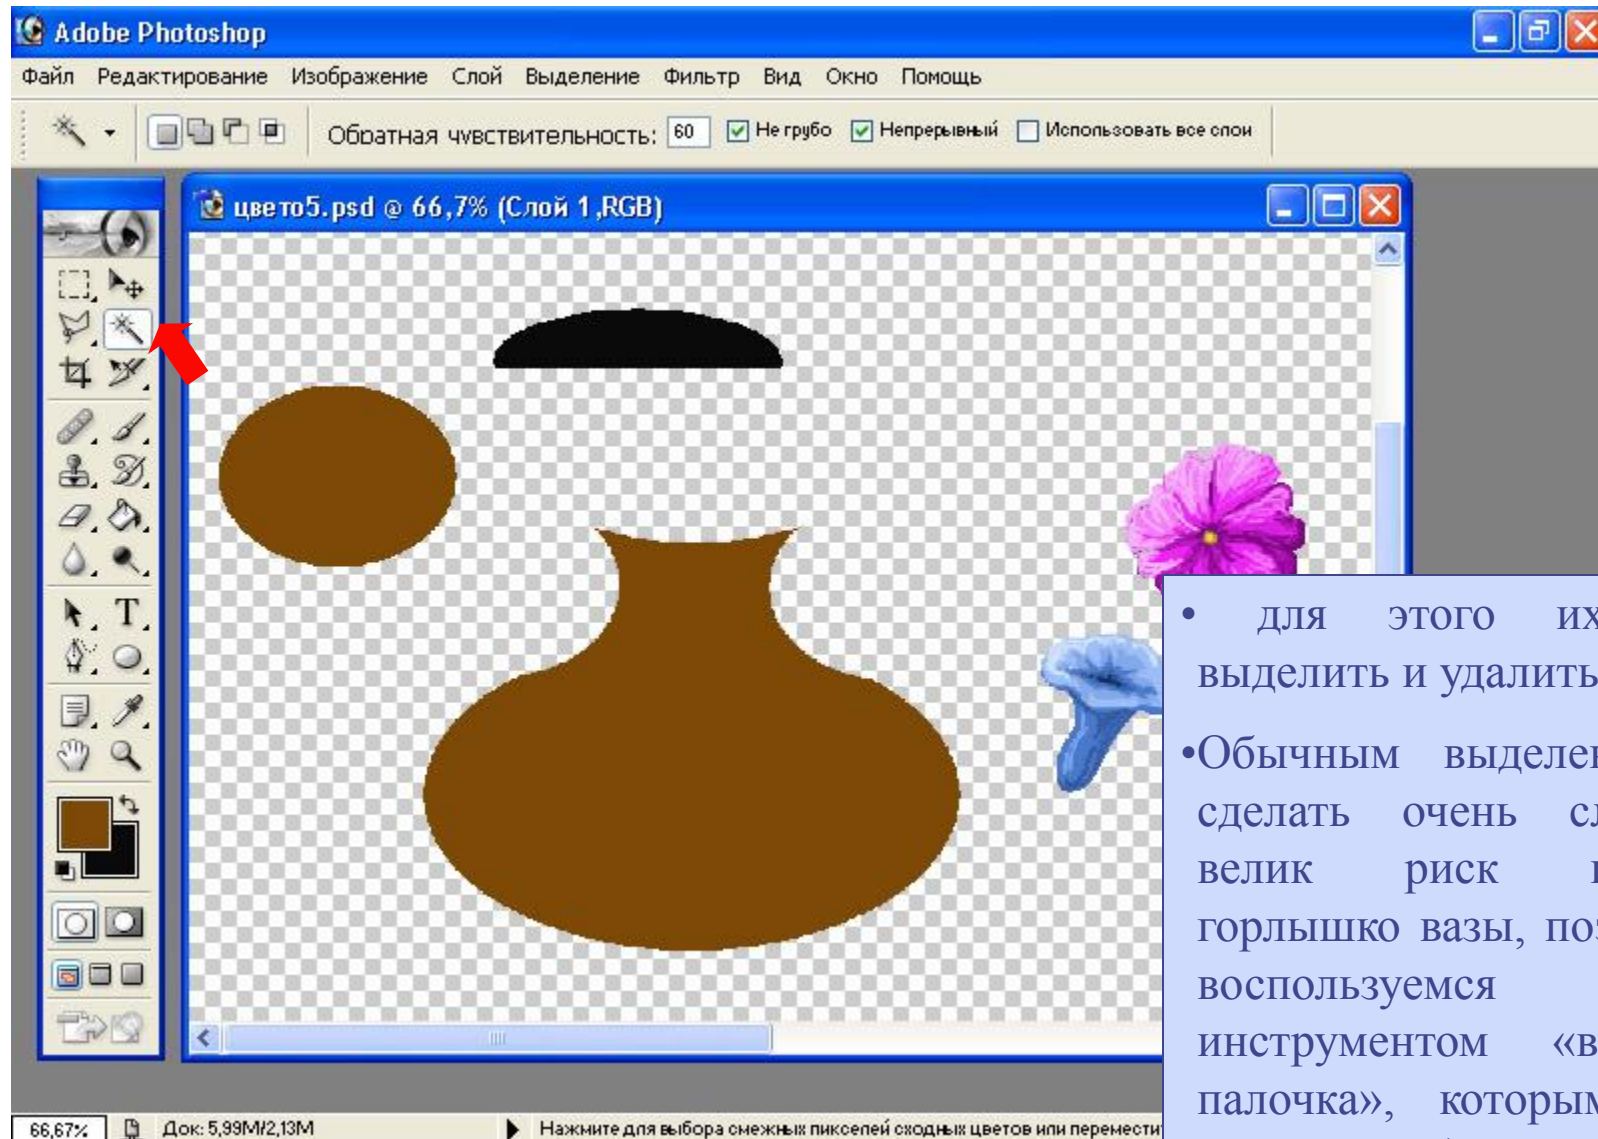 Adobe Photoshop
Файл Редактирование Изображение Слой Выделение Фильтр Вид Окно Помощь
Обратная чувствительность: 60 Не грубо Непрерывный Использовать все слои
цвето5.psd @ 66,7% (Слой 1,RGB)
T
• для этого их
выделить и удалить
•Обычным
сделать очень
велик риск
горлышко вазы,
воспользуемся
инструментом
палочка»,
66,67% Док: 5,99M/2,13M Нажмите для выбора смежных пикселей сходных цветов или